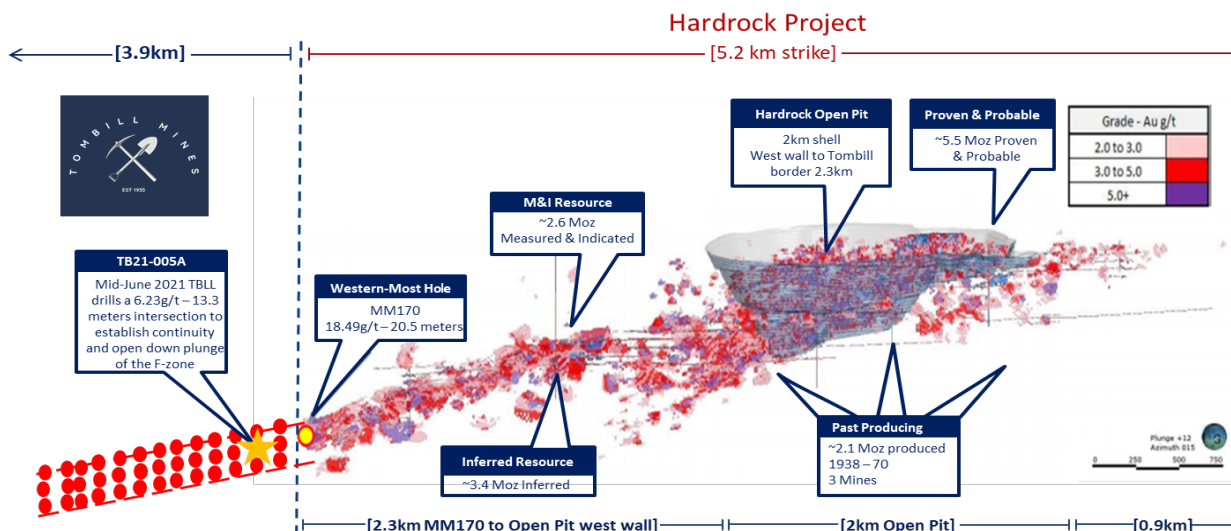 Hardrock Project
[3.9km]
[5.2 km strike]
TOMBILL MINES
EST 1935
Hardrock Open Pit
2km shell
West wall to Tombill
border 2.3km
Proven & Probable
~5.5 Moz Proven
& Probable
Grade - Au g/t
2.0 to 3.0
3.0 to 5.0
5.0+
M&I Resource
~2.6 Moz
Measured & Indicated
TB21-005A
Mid-June 2021 TBLL
drills a 6.23g/t – 13.3
meters intersection to
establish continuity
and open down plunge
of the F-zone
Western-Most Hole
MM170
18.49g/t – 20.5 meters
Inferred Resource
~3.4 Moz Inferred
Past Producing
~2.1 Moz produced
1938 – 70
3 Mines
Plunge +12
Azimuth 015
0 250 500 750
[2.3km MM170 to Open Pit west wall]
[2km Open Pit]
[0.9km]